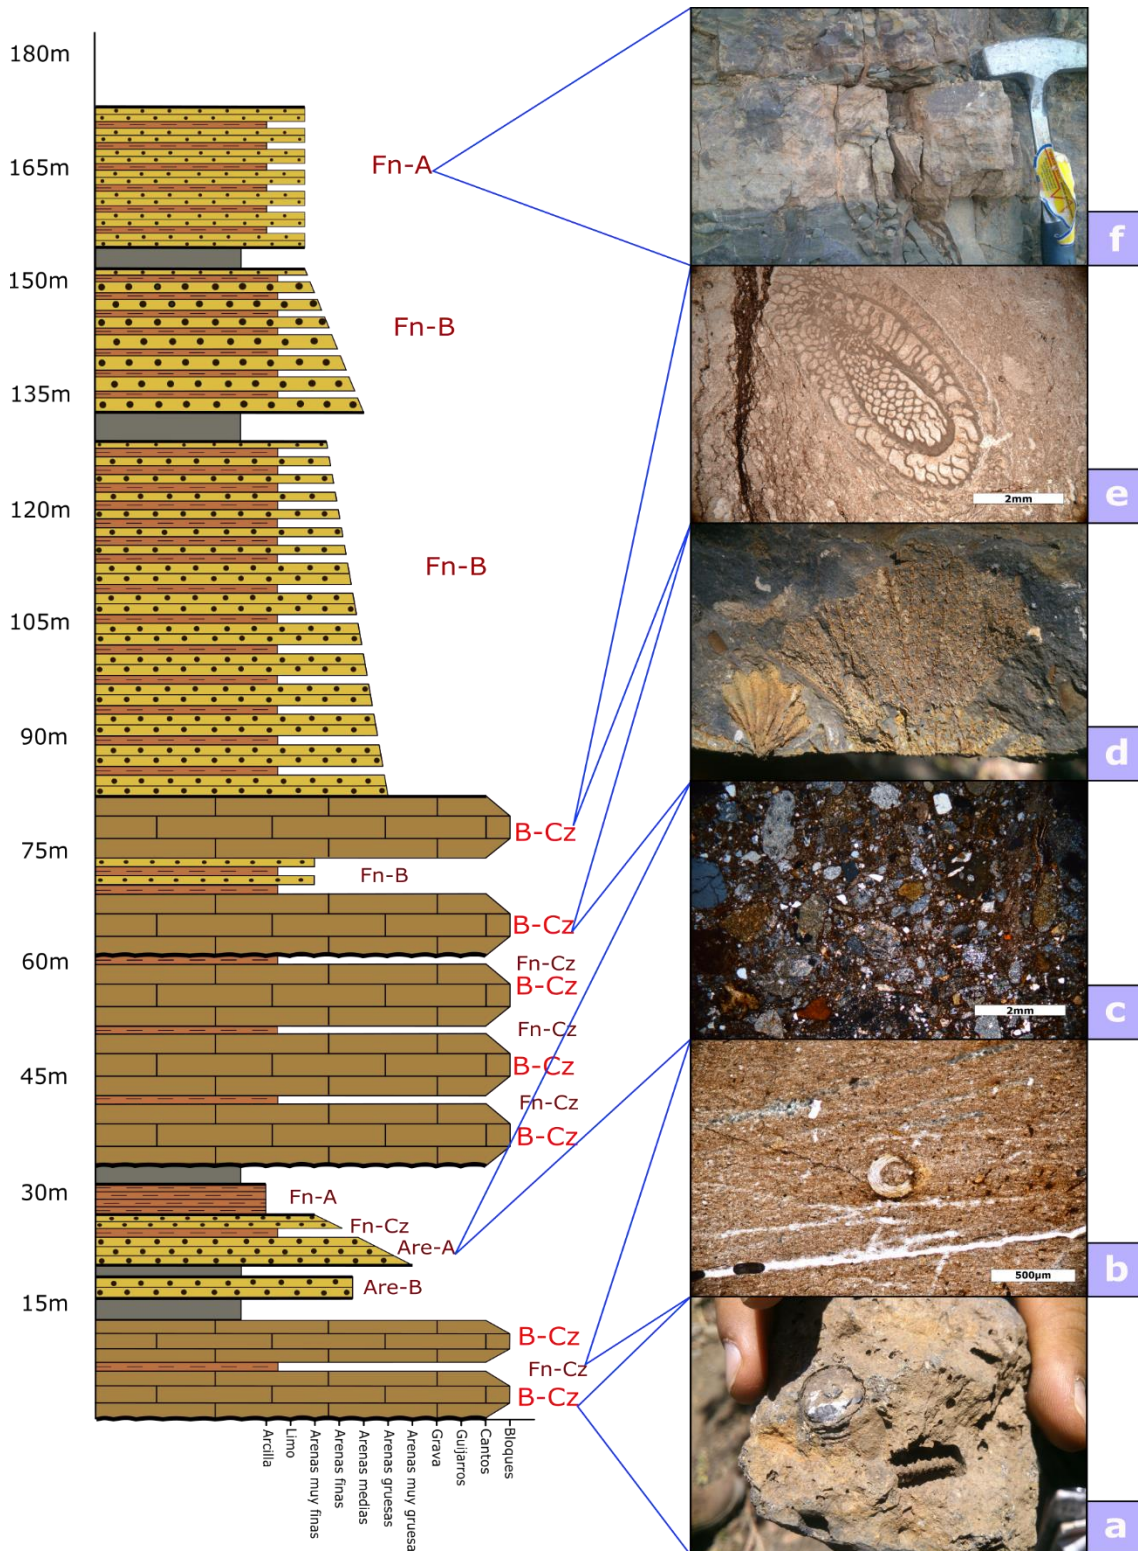 180m
165m
150m
135m
120m
105m
90m
75m
60m
45m
30m
15m
Fn-A
Fn-B
Fn-B
B-Cz
Fn-B
B-Cz
Fn-Cz
B-Cz
Fn-Cz
B-Cz
Fn-Cz
B-Cz
Fn-A
Fn-Cz
Are-A
Are-B
B-Cz
Fn-Cz
B-Cz
Arcilla
Limo
Arenas muy finas
Arenas finas
Arenas medias
Arenas gruesas
Arenas muy gruesa
Grava
Guijarros
Cantos
Bloques
f
2mm
e
d
2mm
c
500µm
b
a